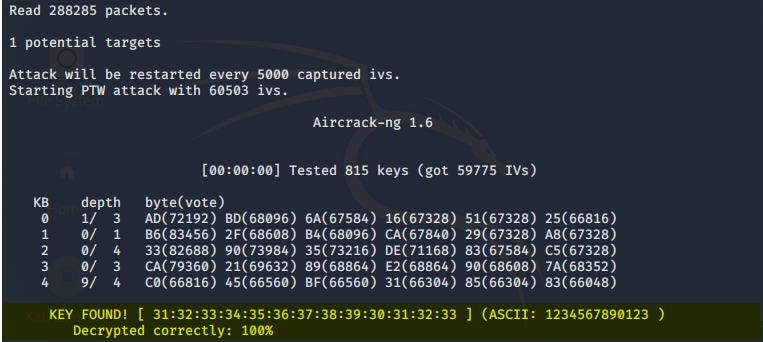 Read 288285 packets.
1 potential targets
Attack will be restarted every 5000 captured ivs.
Starting PTW attack with 60503 ivs.
Aircrack-ng 1.6
[00:00:00] Tested 815 keys (got 59775 IVs)
KB depth byte(vote)
0 1/ 3 AD(72192) BD(68096) 6A(67584) 16(67328) 51(67328) 25(66816)
1 0/ 1 B6(83456) 2F(68608) B4(68096) CA(67840) 29(67328) A8(67328)
2 0/ 4 33(82688) 90(73984) 35(73216) DE(71168) 83(67584) C5(67328)
3 0/ 3 CA(79360) 21(69632) 89(68864) E2(68864) 90(68608) 7A(68352)
4 9/ 4 C0(66816) 45(66560) BF(66560) 31(66304) 85(66304) 83(66048)
KEY FOUND! [ 31:32:33:34:35:36:37:38:39:30:31:32:33 ] (ASCII: 1234567890123 )
Decrypted correctly: 100%